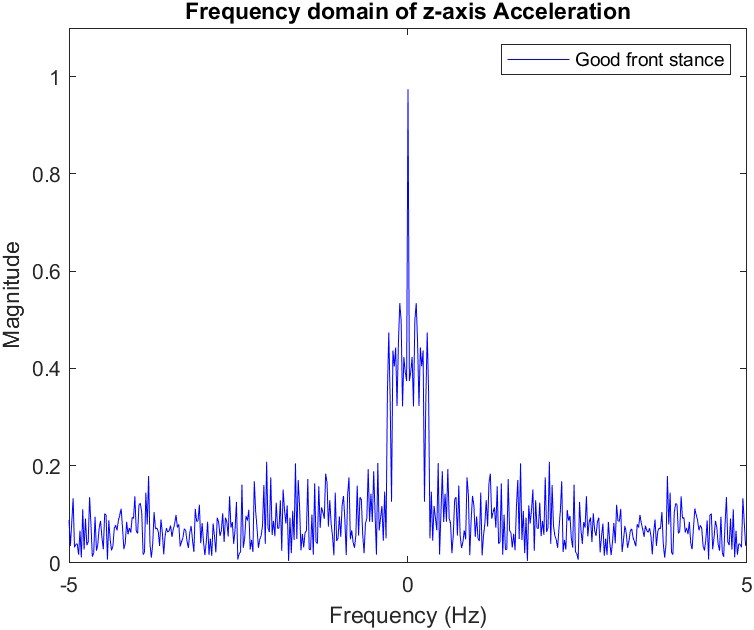 Frequency domain of z-axis Acceleration
Good front stance
1
0.8
0.6
0.4
0.2
0
Magnitude
-5
0
5
Frequency (Hz)